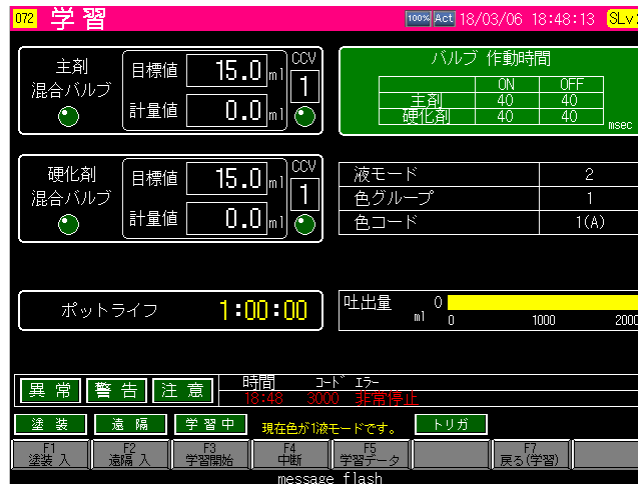 072 学習 100% Act 18/03/06 18:48:13 SLv
主剤 混合バルブ
目標値 15.0 ml
計量値 0.0 ml
CCV 1
バルブ 作動時間
ON OFF
主剤 40 40
硬化剤 40 40
msec
硬化剤 混合バルブ
目標値 15.0 ml
計量値 0.0 ml
CCV 1
液モード 2
色グループ 1
色コード 1(A)
ポットライフ 1:00:00
吐出量 0
ml 0 1000 2000
異常 警告 注意
時間 コード エラー
18:48 3000 非常停止
塗装 遠隔 学習中 現在色が1液モードです。 トリガ
F1 F2 F3 F4 F5 F7
塗装 入 遠隔 入 学習開始 中断 学習データ 戻る(学習)
message flash